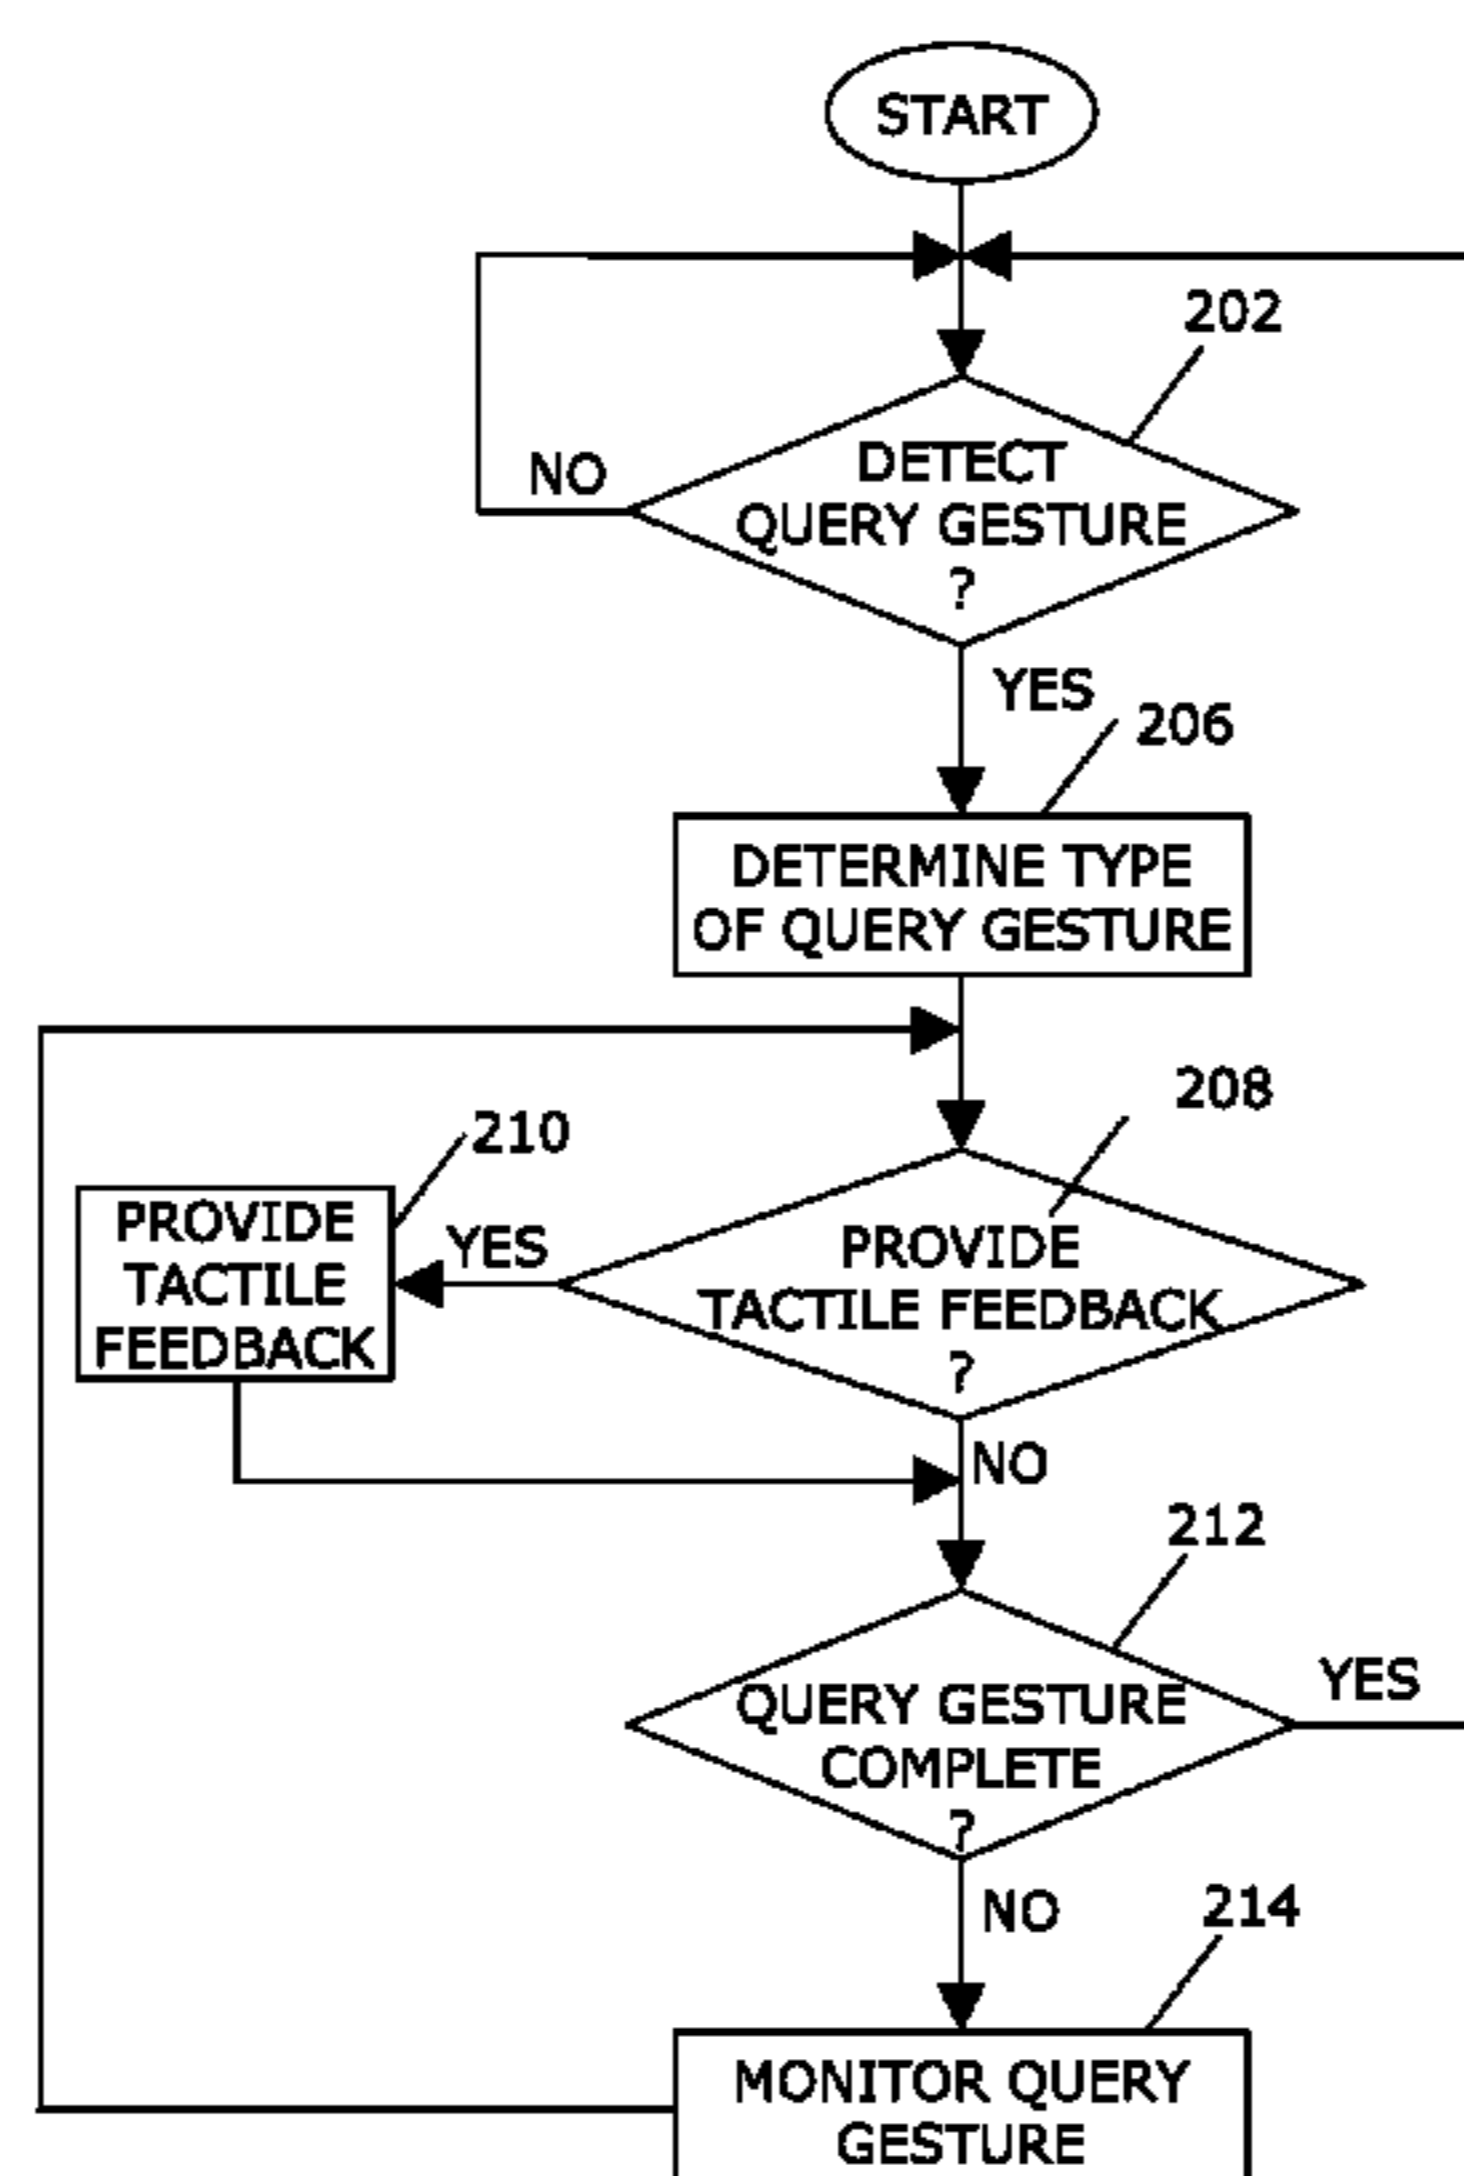 START
202
DETECT
QUERY GESTURE
?
NO
YES
206
DETERMINE TYPE
OF QUERY GESTURE
208
210
PROVIDE
TACTILE
FEEDBACK
YES
PROVIDE
TACTILE FEEDBACK
?
NO
212
QUERY GESTURE
COMPLETE
?
YES
NO
214
MONITOR QUERY
GESTURE